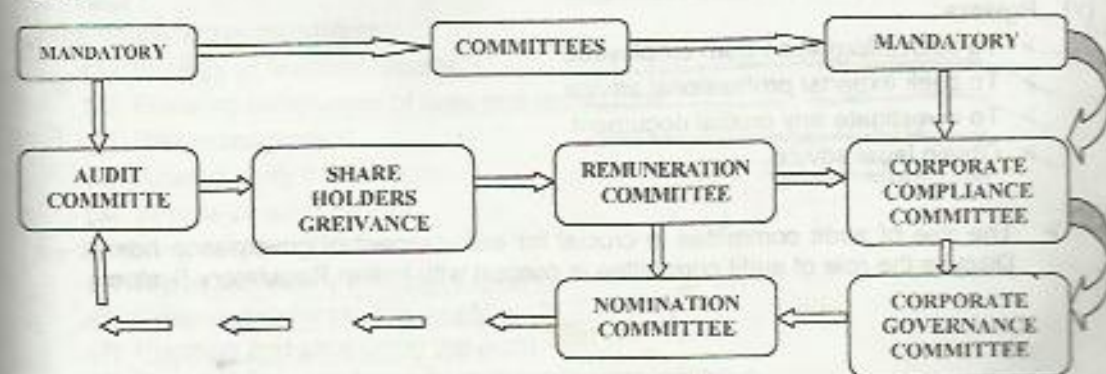 MANDATORY
COMMITTEES
MANDATORY
AUDIT
COMMITTE
SHARE
HOLDERS
GREIVANCE
REMUNERATION
COMMITTEE
CORPORATE
COMPLIANCE
COMMITTEE
NOMINATION
COMMITTEE
CORPORATE
GOVERNANCE
COMMITTEE